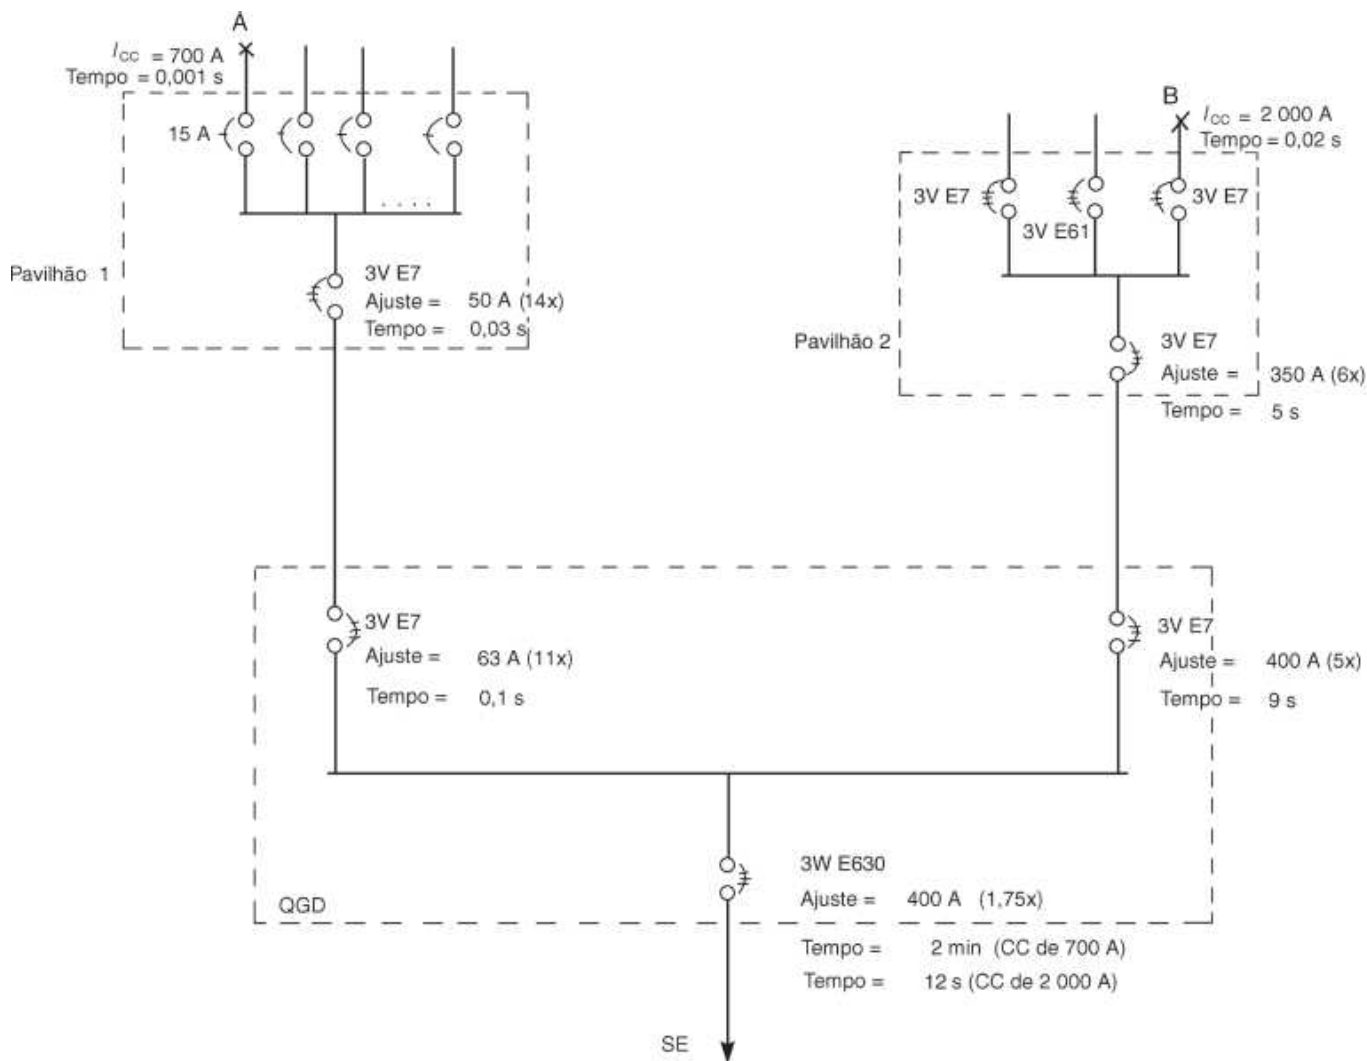 A
I_CC = 700 A
Tempo = 0,001 s
15 A
. . . .
Pavilhão 1
3V E7
Ajuste = 50 A (14x)
Tempo = 0,03 s
B
I_CC = 2 000 A
Tempo = 0,02 s
3V E7
3V E61
3V E7
Pavilhão 2
3V E7
Ajuste = 350 A (6x)
Tempo = 5 s
3V E7
Ajuste = 63 A (11x)
Tempo = 0,1 s
3V E7
Ajuste = 400 A (5x)
Tempo = 9 s
QGD
3W E630
Ajuste = 400 A (1,75x)
Tempo = 2 min (CC de 700 A)
Tempo = 12 s (CC de 2 000 A)
SE